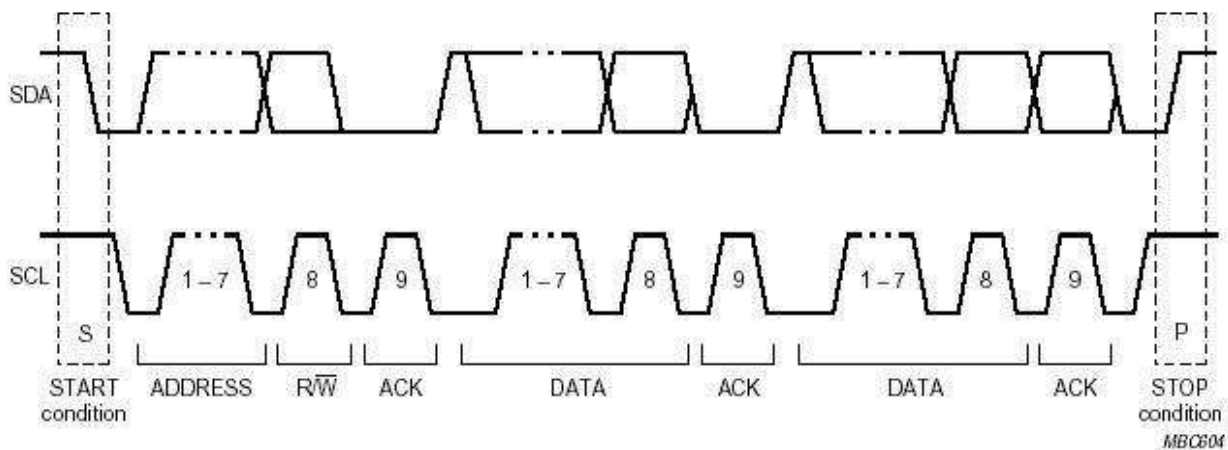 SDA
SCL
1 – 7 8 9 1 – 7 8 9 1 – 7 8 9
S P
START ADDRESS R/W̅ ACK DATA ACK DATA ACK STOP
condition condition
MBC604